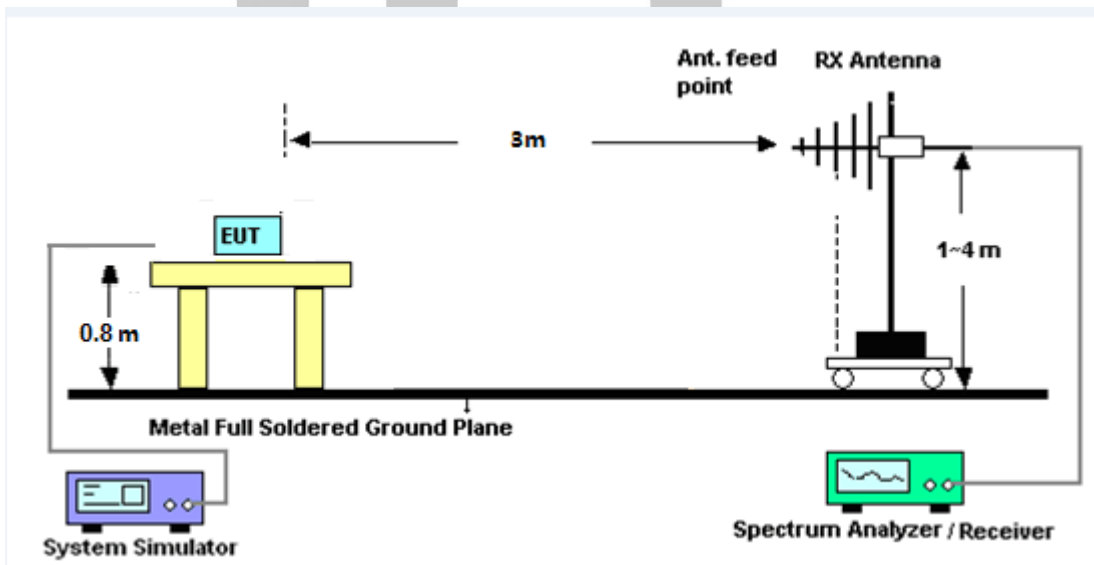 Ant. feed
point
RX Antenna
3m
EUT
1~4 m
0.8 m
Metal Full Soldered Ground Plane
System Simulator
Spectrum Analyzer / Receiver